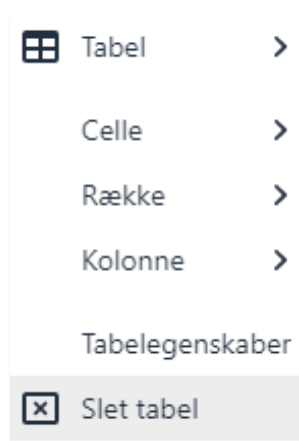 Tabel
Celle
Række
Kolonne
Tabelegenskaber
Slet tabel